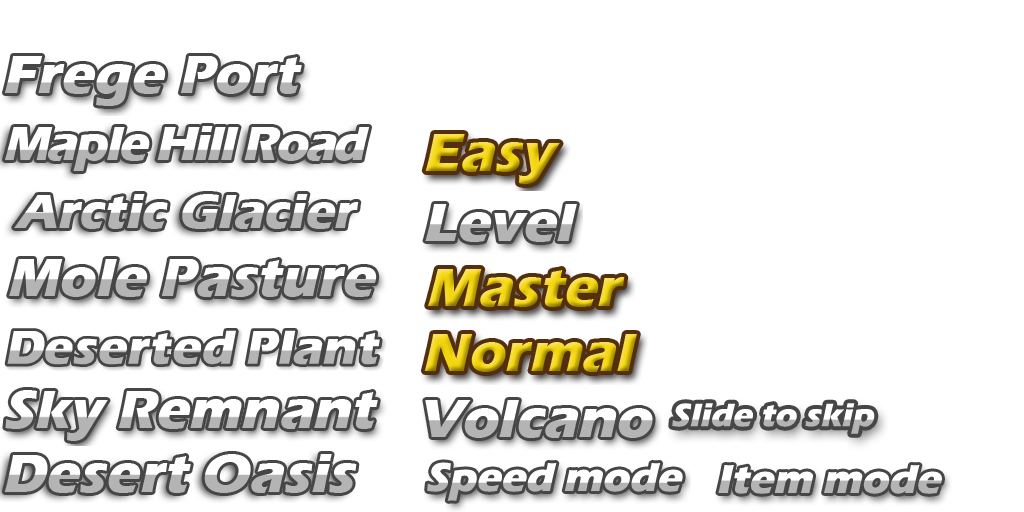 Frege Port
Maple Hill Road
Arctic Glacier
Mole Pasture
Deserted Plant
Sky Remnant
Desert Oasis
Easy
Level
Master
Normal
Volcano
Slide to skip
Speed mode
Item mode